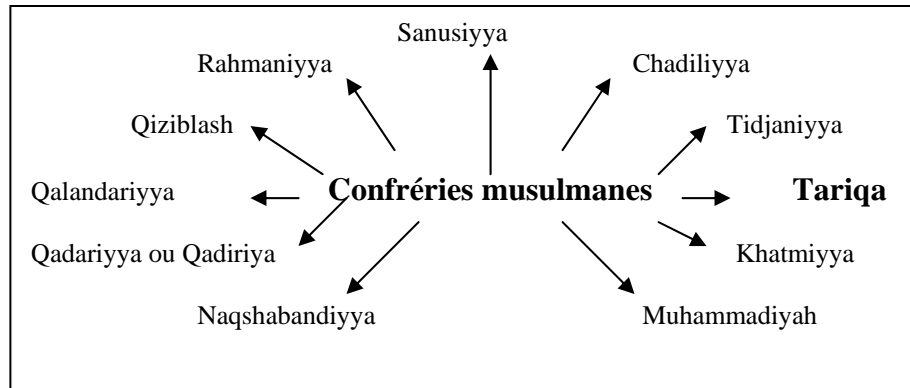 Sanusiyya
Rahmaniyya
Chadiliyya
Qiziblash
Tidjaniyya
Qalandariyya
Confréries musulmanes
Tariqa
Qadariyya ou Qadiriya
Khatmiyya
Naqshabandiyya
Muhammadiyah